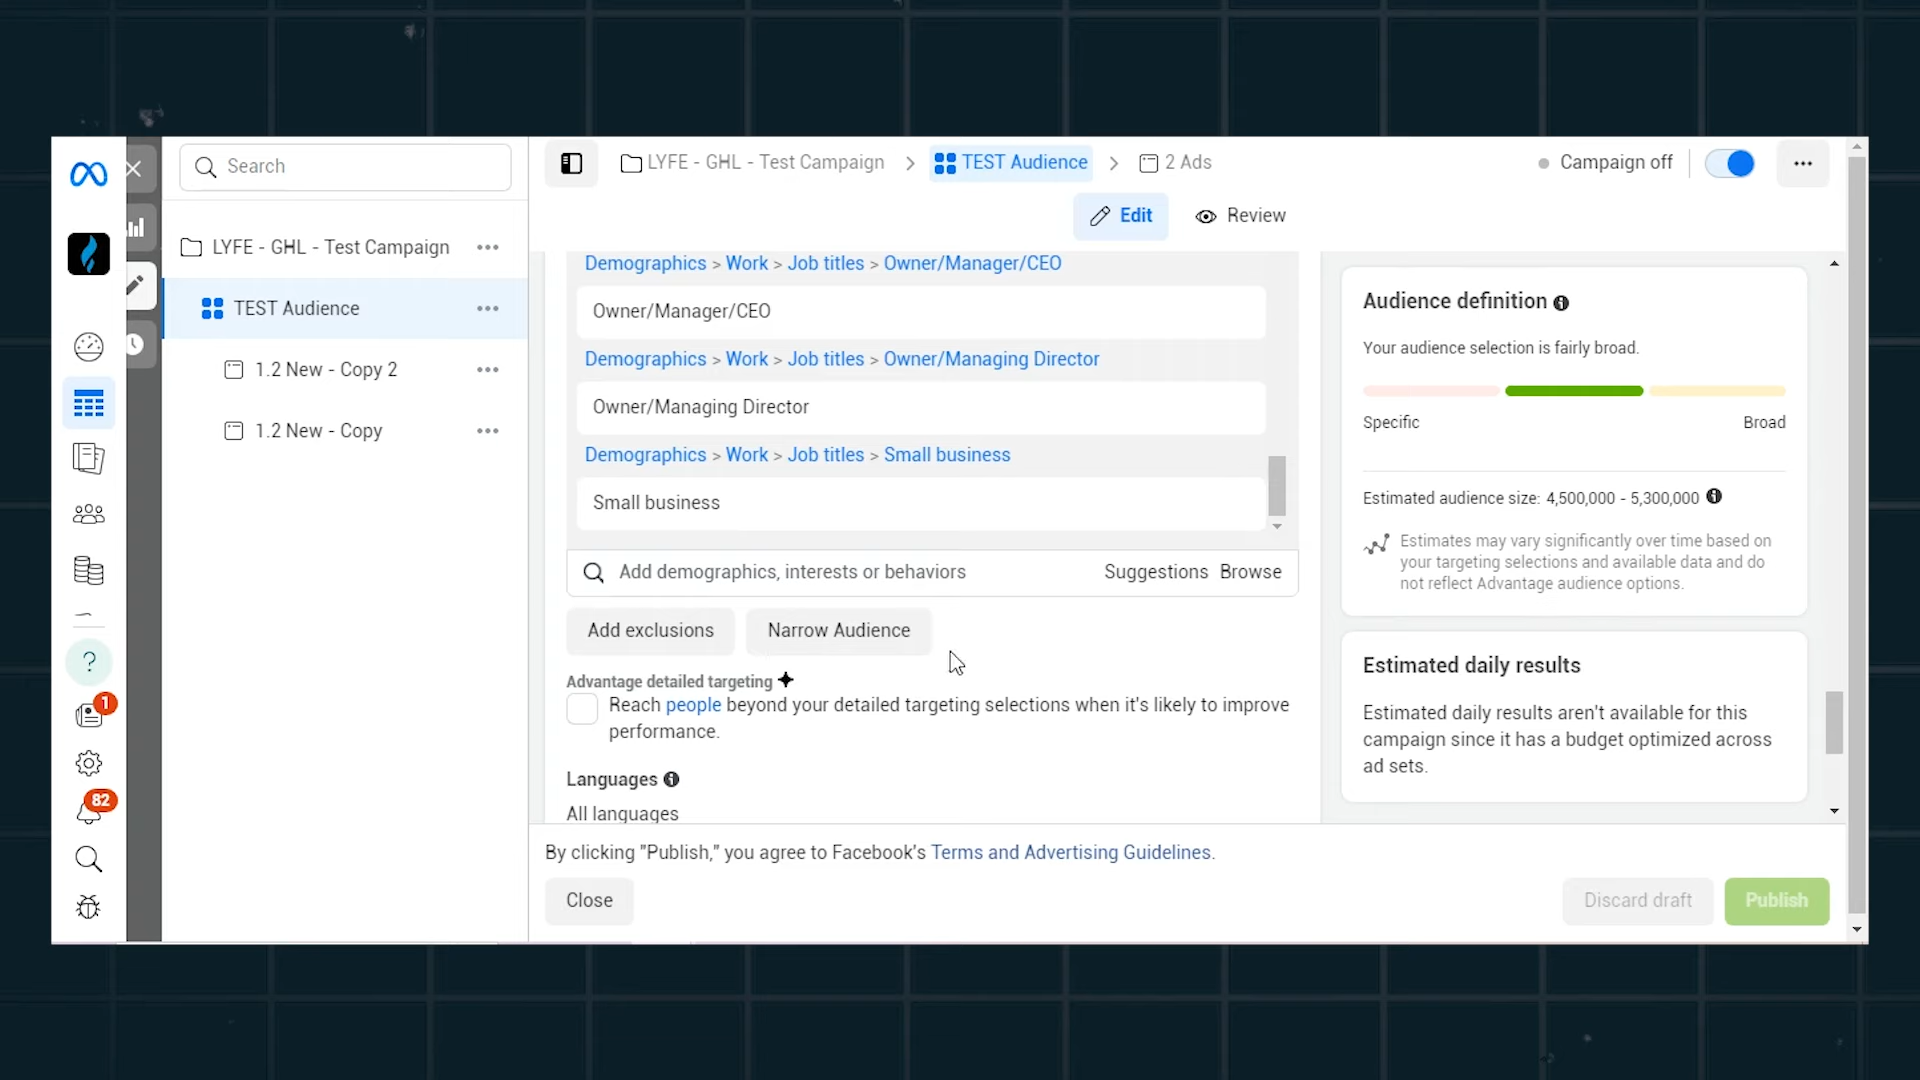 Search
LYFE - GHL - Test Campaign
TEST Audience
1.2 New - Copy 2
1.2 New - Copy
1
82
LYFE - GHL - Test Campaign > TEST Audience > 2 Ads
Campaign off
Edit
Review
Demographics > Work > Job titles > Owner/Manager/CEO
Owner/Manager/CEO
Demographics > Work > Job titles > Owner/Managing Director
Owner/Managing Director
Demographics > Work > Job titles > Small business
Small business
Add demographics, interests or behaviors
Suggestions Browse
Add exclusions
Narrow Audience
Advantage detailed targeting
Reach people beyond your detailed targeting selections when it's likely to improve
performance.
Languages
All languages
Audience definition
Your audience selection is fairly broad.
Specific
Broad
Estimated audience size: 4,500,000 - 5,300,000
Estimates may vary significantly over time based on
your targeting selections and available data and do
not reflect Advantage audience options.
Estimated daily results
Estimated daily results aren't available for this
campaign since it has a budget optimized across
ad sets.
By clicking "Publish," you agree to Facebook's Terms and Advertising Guidelines.
Close
Discard draft
Publish